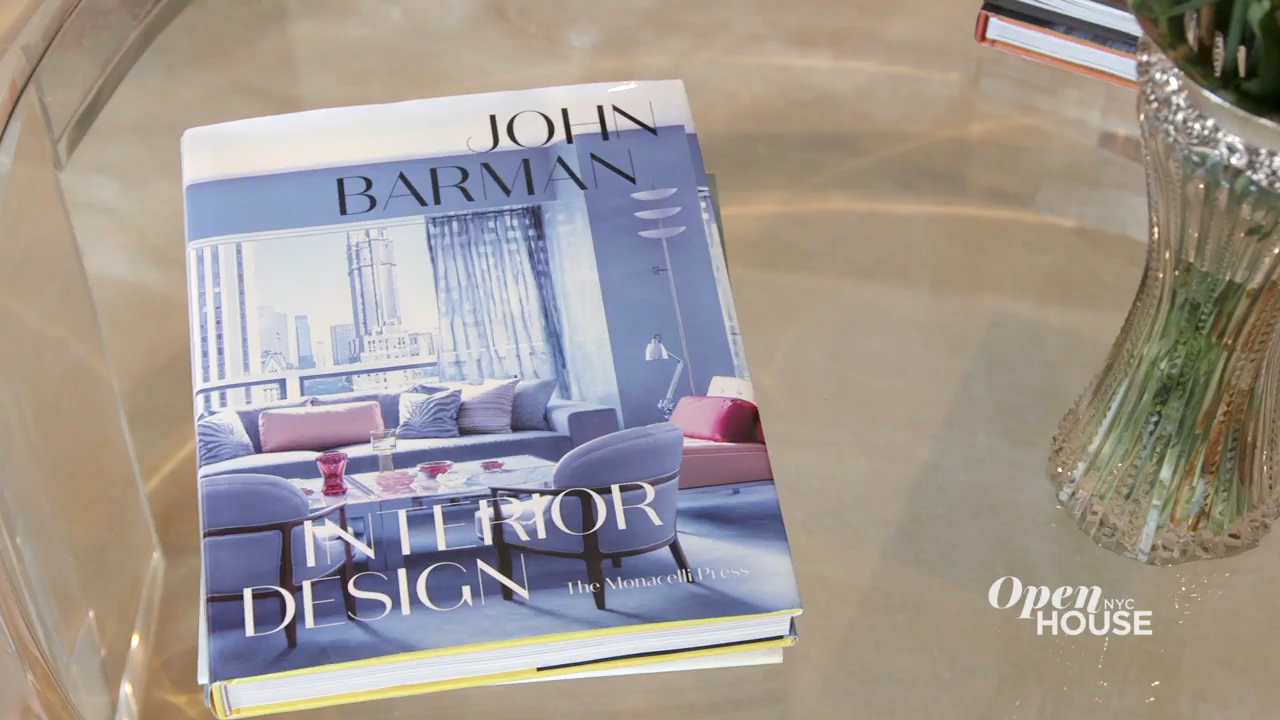 JOHN
BARMAN
INTERIOR
DESIGN
The Monacelli Press
Open NYC
HOUSE